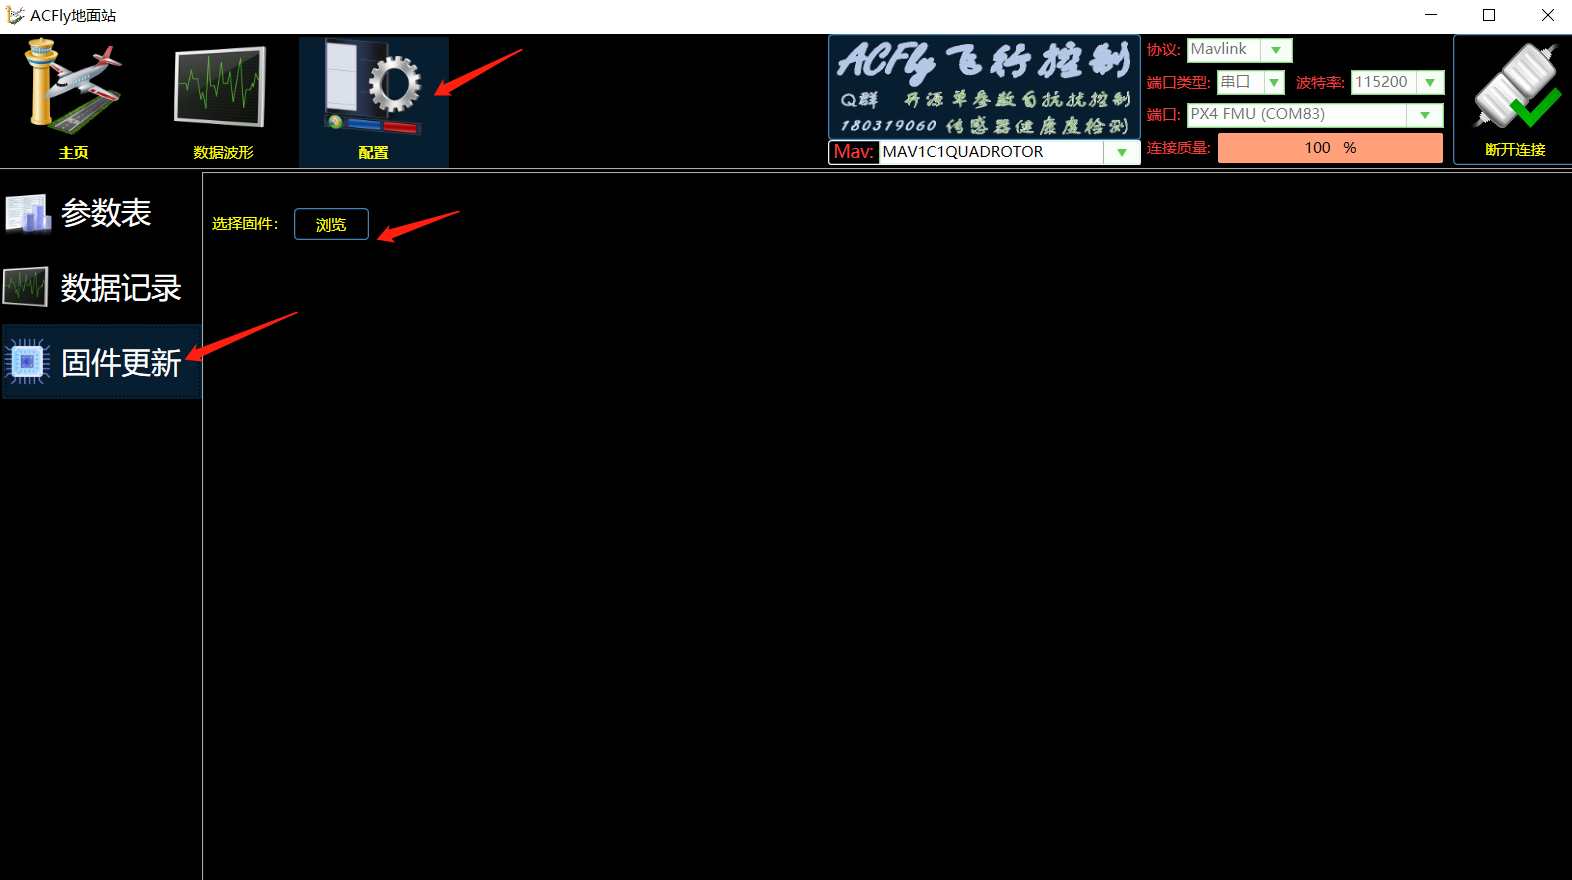 ACFly地面站
主页
数据波形
配置
ACFly 飞行控制
Q群 开源单参数自抗扰控制
180319060 传感器健康度检测
Mav: MAV1C1QUADROTOR
协议: Mavlink
端口类型: 串口 波特率: 115200
端口: PX4 FMU (COM83)
连接质量: 100 %
断开连接
参数表
数据记录
固件更新
选择固件: 浏览